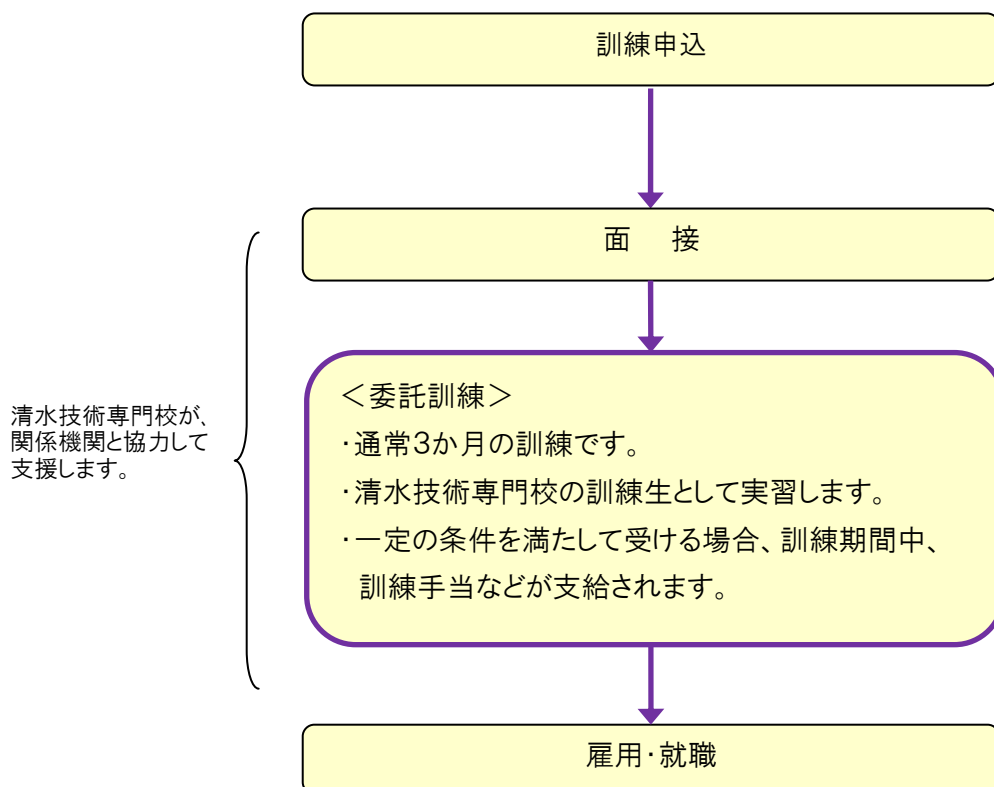 訓練申込
面　接
清水技術専門校が、
関係機関と協力して
支援します。
＜委託訓練＞
・通常３か月の訓練です。
・清水技術専門校の訓練生として実習します。
・一定の条件を満たして受ける場合、訓練期間中、
訓練手当などが支給されます。
雇用・就職